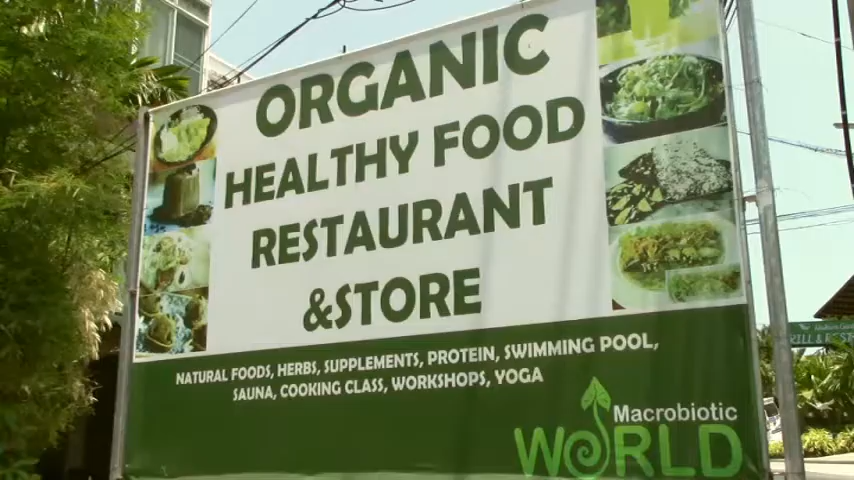 ORGANIC
HEALTHY FOOD
RESTAURANT
&STORE
NATURAL FOODS, HERBS, SUPPLEMENTS, PROTEIN, SWIMMING POOL,
SAUNA, COOKING CLASS, WORKSHOPS, YOGA
Macrobiotic
WORLD